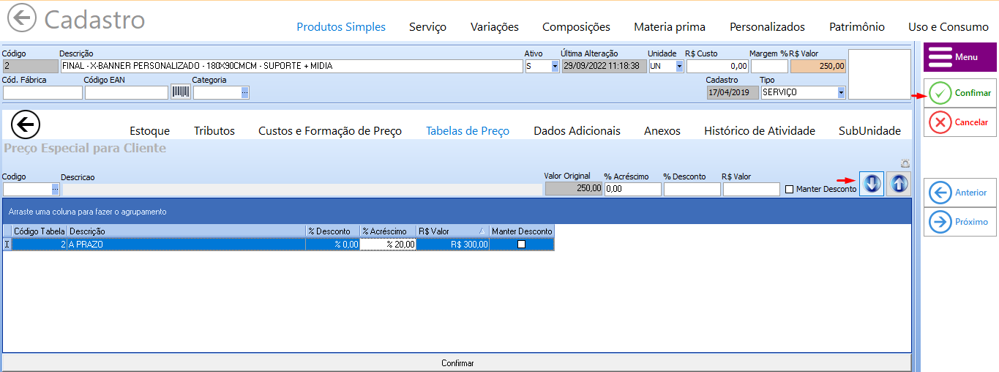 Cadastro
Produtos Simples Serviço Variações Composições Materia prima Personalizados Patrimônio Uso e Consumo
Código Descrição Ativo Última Alteração Unidade R$ Custo Margem % R$ Valor
2 FINAL - X-BANNER PERSONALIZADO - 180X90CMCM - SUPORTE + MIDIA S 29/09/2022 11:18:38 UN 0,00 250,00
Menu
Cód. Fábrica Código EAN Categoria Cadastro Tipo
17/04/2019 SERVIÇO
Confimar
Cancelar
Estoque Tributos Custos e Formação de Preço Tabelas de Preço Dados Adicionais Anexos Histórico de Atividade SubUnidade
Preço Especial para Cliente
Codigo Descricao Valor Original % Acréscimo % Desconto R$ Valor
250,00 0,00 Manter Desconto
Anterior
Próximo
Arraste uma coluna para fazer o agrupamento
Código Tabela Descrição % Desconto % Acréscimo R$ Valor Manter Desconto
2 A PRAZO % 0,00 % 20,00 R$ 300,00
Confirmar